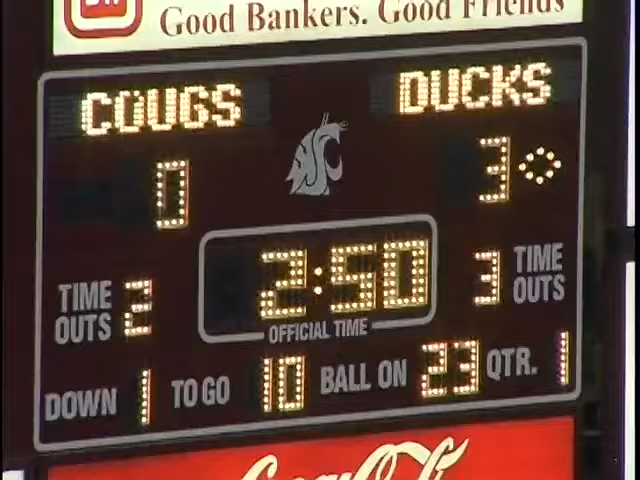 Good Bankers. Good Friends
COUGS DUCKS
0 3
2:50
TIME OUTS 2 3 TIME OUTS
OFFICIAL TIME
DOWN 1 TO GO 10 BALL ON 23 QTR. 1